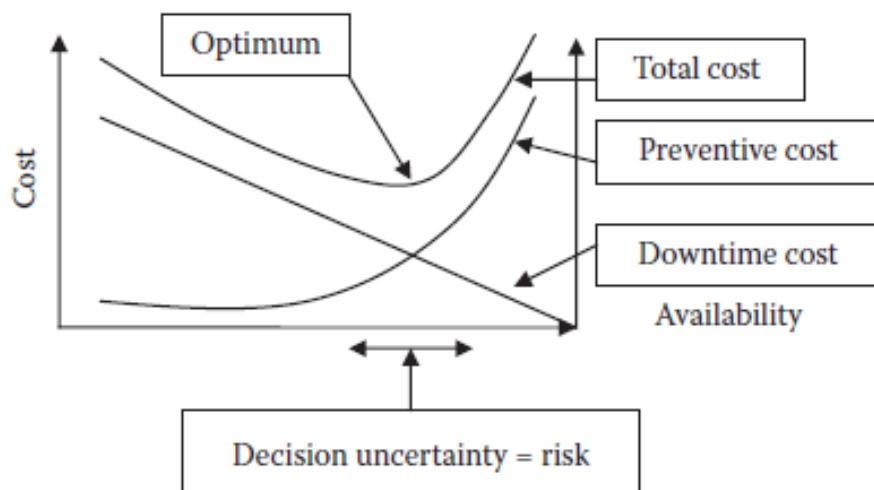 Optimum
Total cost
Preventive cost
Cost
Downtime cost
Availability
Decision uncertainty = risk